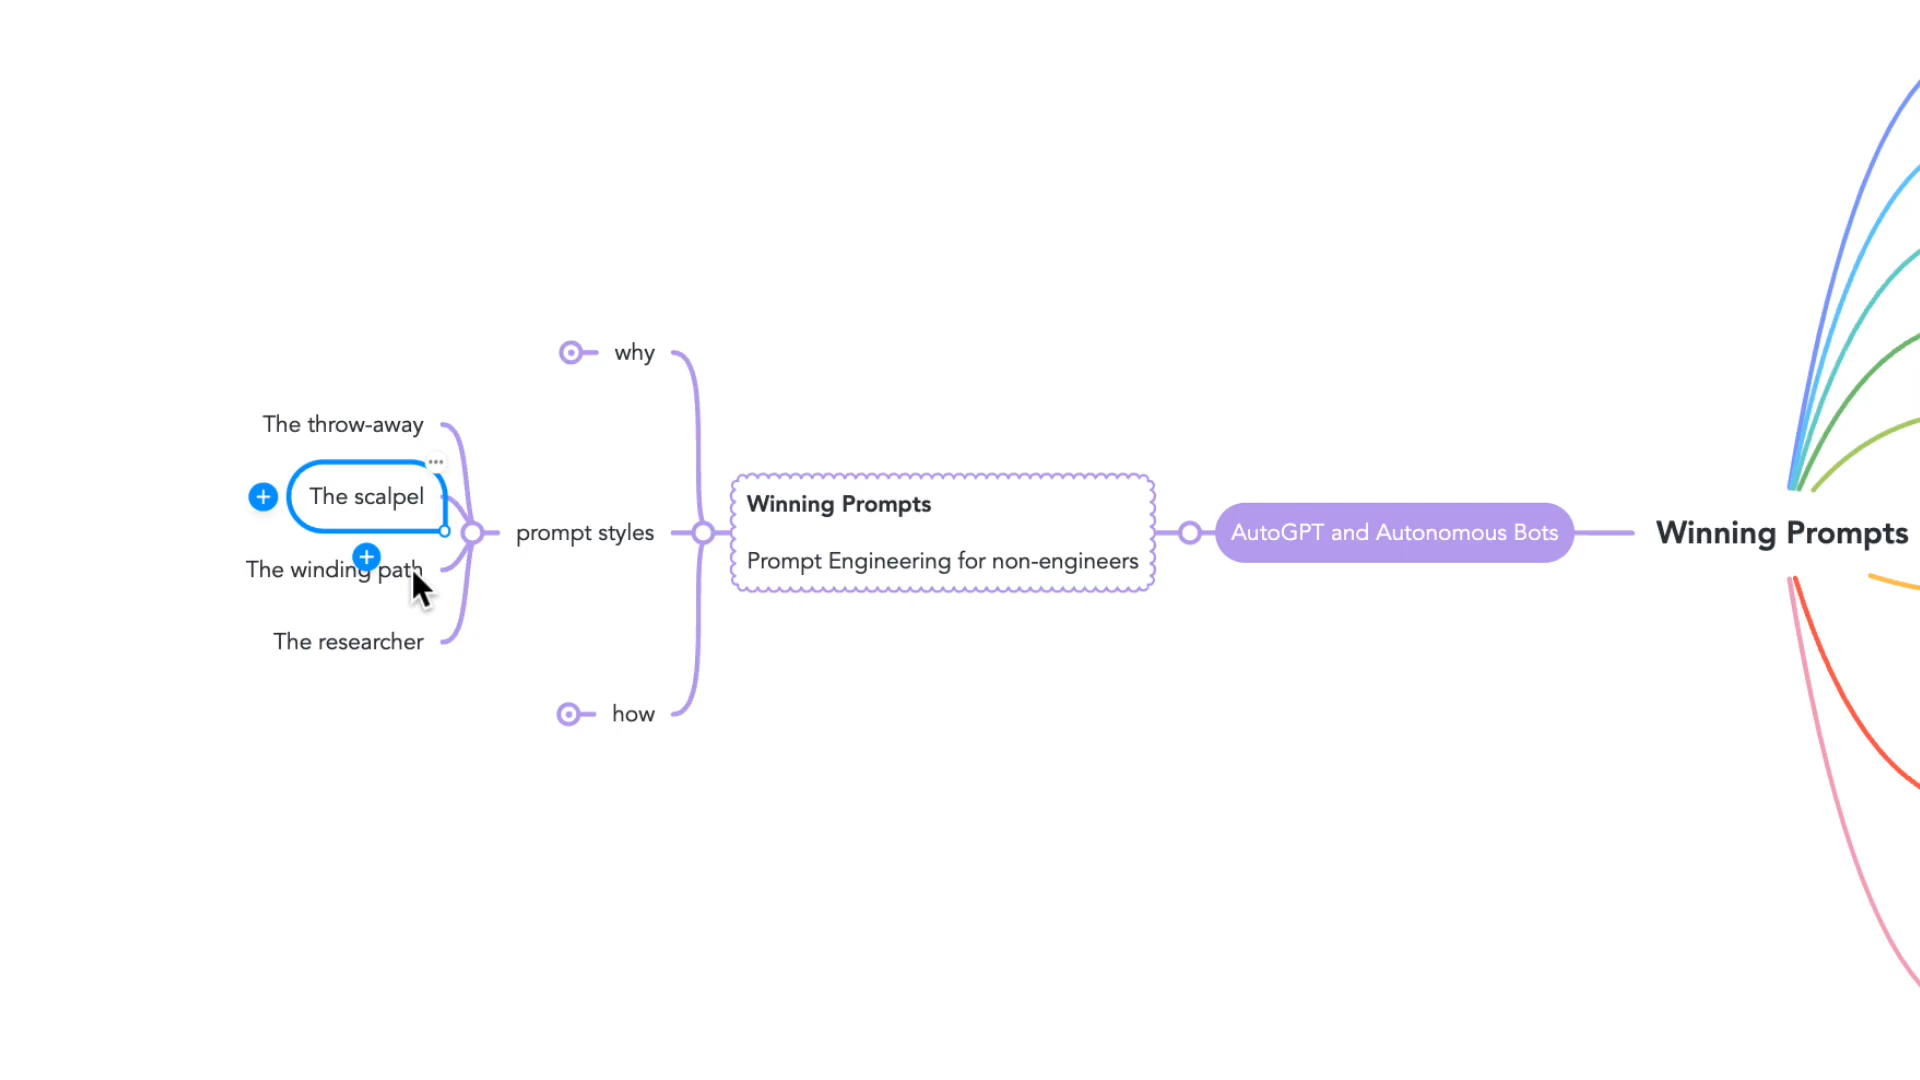 why
The throw-away
The scalpel
The winding path
The researcher
prompt styles
how
Winning Prompts
Prompt Engineering for non-engineers
AutoGPT and Autonomous Bots
Winning Prompts